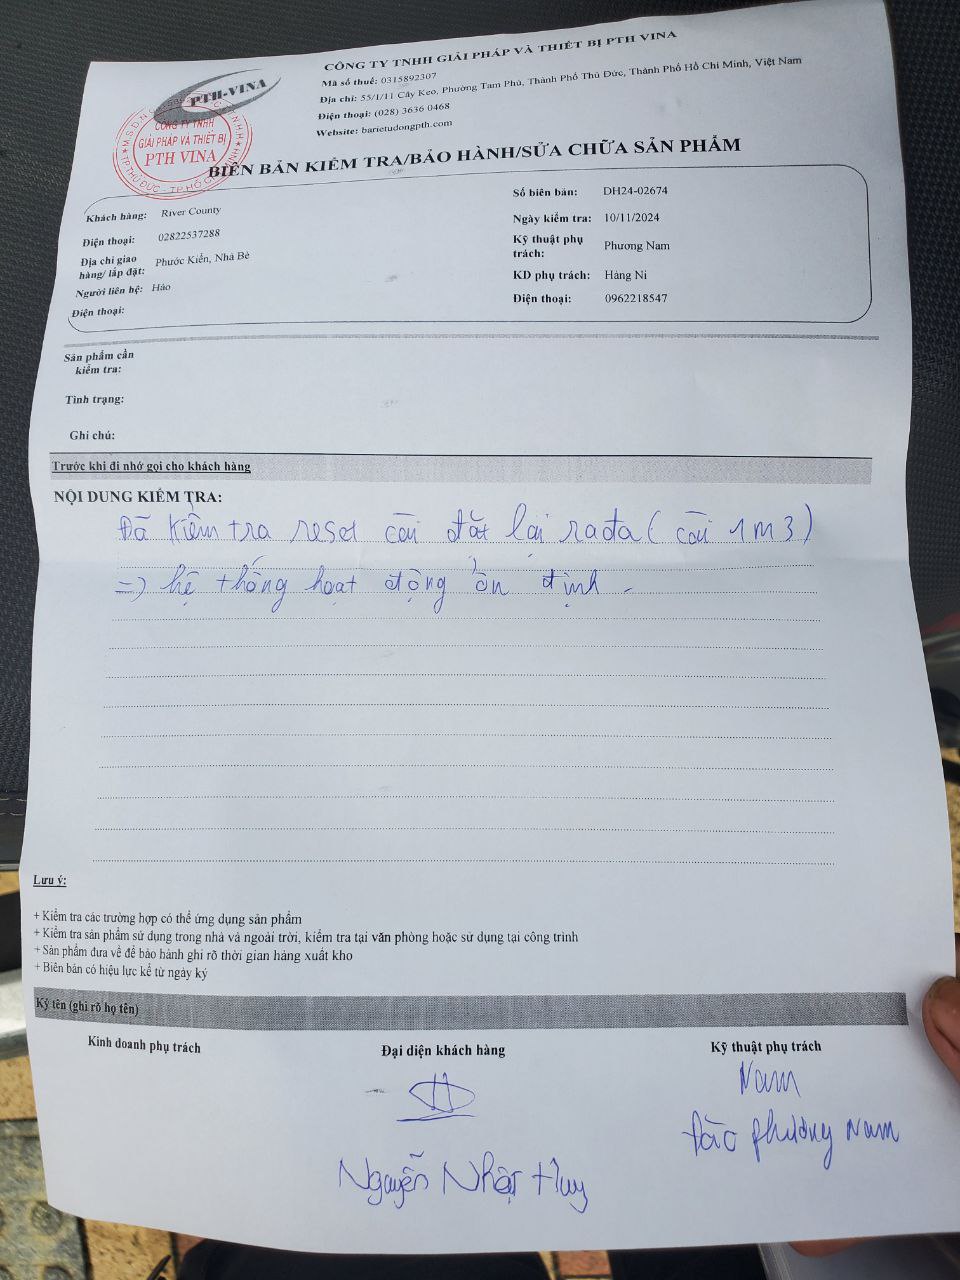 CÔNG TY TNHH GIẢI PHÁP VÀ THIẾT BỊ PTH VINA
Mã số thuế: 0315892307
Địa chỉ: 55/1/11 Cây Keo, Phường Tam Phú, Thành Phố Thủ Đức, Thành Phố Hồ Chí Minh, Việt Nam
Điện thoại: (028) 3636 0468
Website: barietudongpth.com
PTH-VINA
CÔNG TY TNHH
GIẢI PHÁP VÀ THIẾT BỊ
PTH VINA
BIÊN BẢN KIỂM TRA/BẢO HÀNH/SỬA CHỮA SẢN PHẨM
Khách hàng: River County
Điện thoại: 02822537288
Địa chỉ giao hàng/ lắp đặt: Phước Kiển, Nhà Bè
Người liên hệ: Hảo
Điện thoại:
Số biên bản: DH24-02674
Ngày kiểm tra: 10/11/2024
Kỹ thuật phụ trách: Phương Nam
KD phụ trách: Hàng Ni
Điện thoại: 0962218547
Sản phẩm cần
kiểm tra:
Tình trạng:
Ghi chú:
Trước khi đi nhớ gọi cho khách hàng
NỘI DUNG KIỂM TRA:
Đã kiểm tra reset cài đặt lại rada ( cài 1M3)
=> hệ thống hoạt động ổn định.
Lưu ý:
+ Kiểm tra các trường hợp có thể ứng dụng sản phẩm
+ Kiểm tra sản phẩm sử dụng trong nhà và ngoài trời, kiểm tra tại văn phòng hoặc sử dụng tại công trình
+ Sản phẩm đưa về để bảo hành ghi rõ thời gian hàng xuất kho
+ Biên bản có hiệu lực kể từ ngày ký
Ký tên (ghi rõ họ tên)
Kinh doanh phụ trách
Đại diện khách hàng
Kỹ thuật phụ trách
Nam
Đào Phương Nam
Nguyễn Nhật Huy